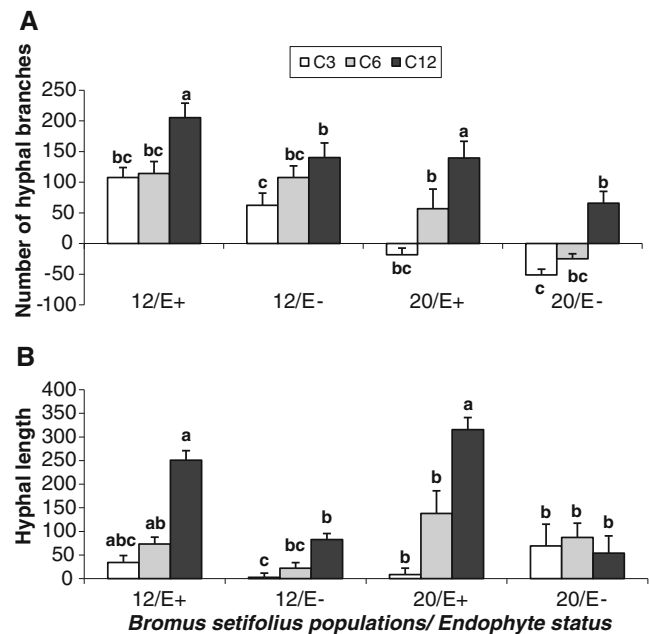 A
C3 C6 C12
Number of hyphal branches
250
200
150
100
50
0
-50
-100
bc bc a
c bc b
bc b a
c bc b
12/E+ 12/E- 20/E+ 20/E-
B
Hyphal length
400
350
300
250
200
150
100
50
0
abc ab a
c bc b
b b a
b b b
12/E+ 12/E- 20/E+ 20/E-
Bromus setifolius populations/ Endophyte status